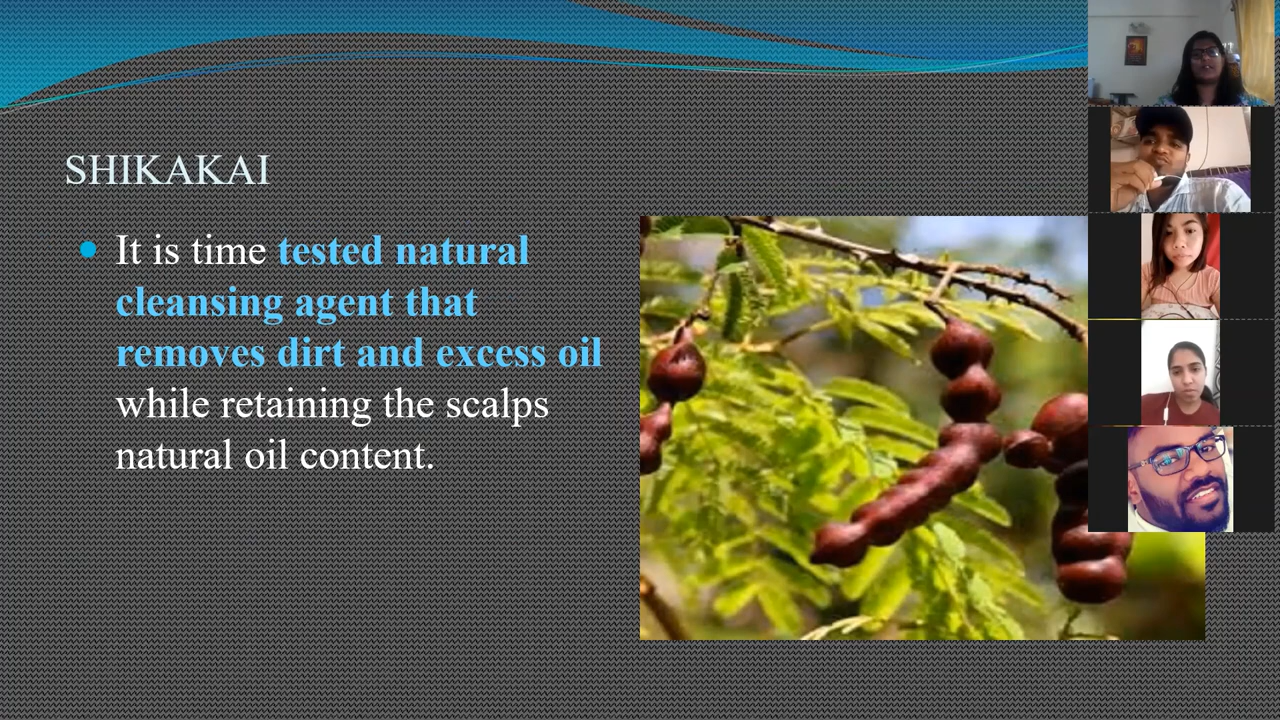 SHIKAKAI
It is time tested natural
cleansing agent that
removes dirt and excess oil
while retaining the scalps
natural oil content.